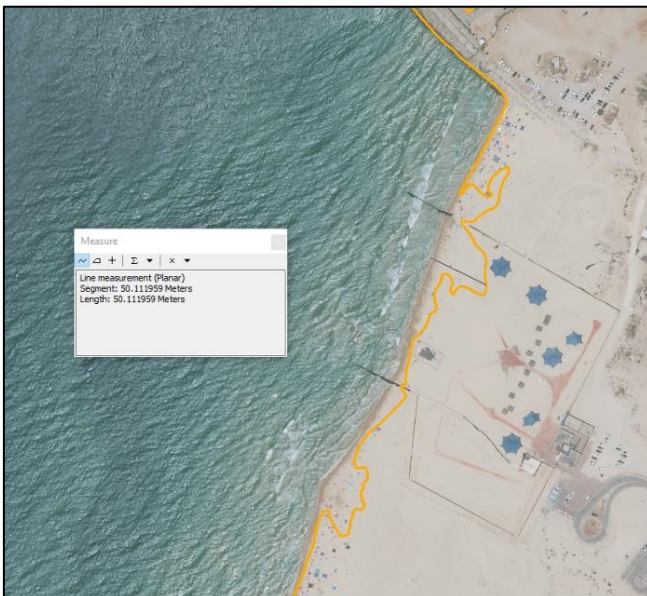 Measure
Line measurement (Planar)
Segment: 50.111959 Meters
Length: 50.111959 Meters